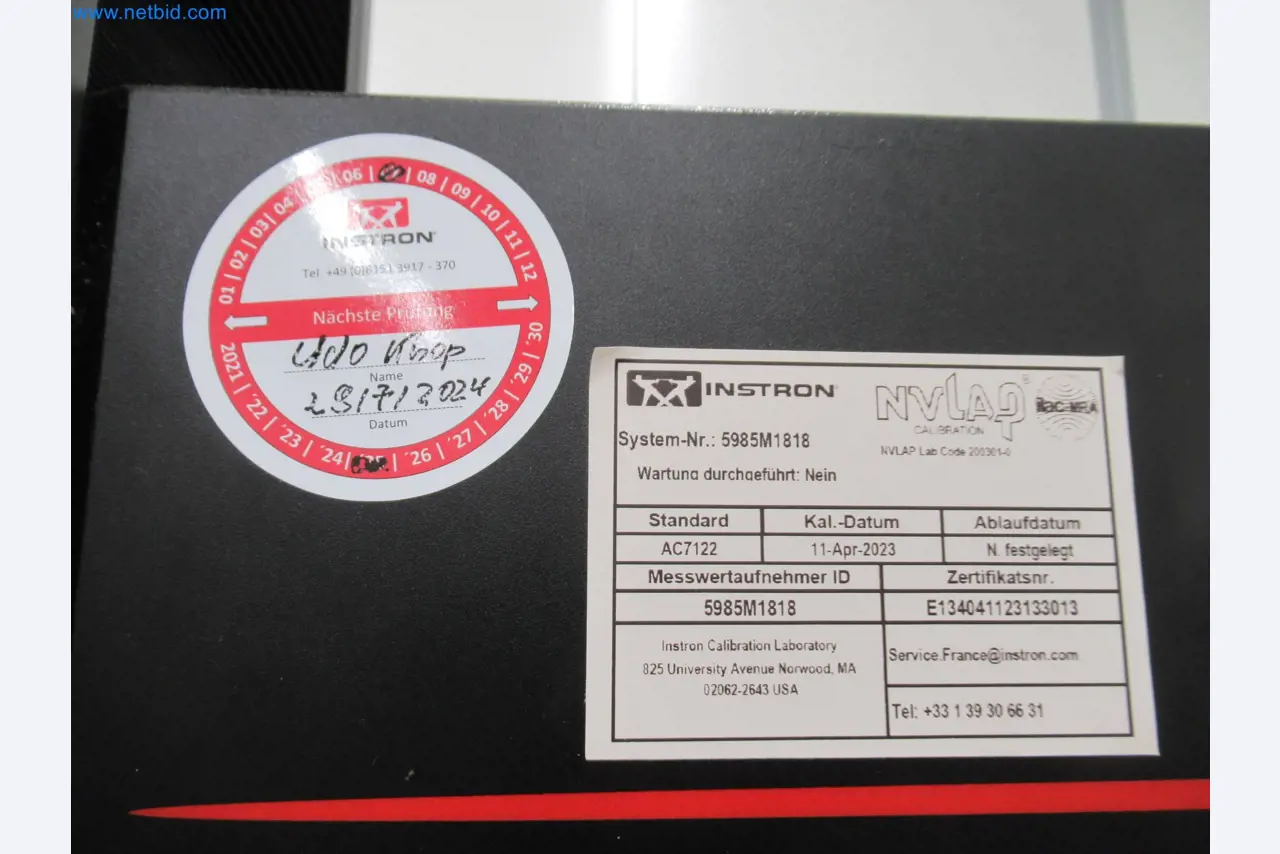 www.netbid.com
01 | 02 | 03 | 04 | 06 | | 08 | 09 | 10 | 11 | 12
INSTRON
Tel +49 (0)6151 3917 - 370
Nächste Prüfung
Udo
Name
29/7/2024
Datum
2021 | '22 | '23 | '24 | | '26 | '27 | '28 | '29 | '30
INSTRON
NVLAP
CALIBRATION
ilac-MRA
NVLAP Lab Code 200301-0
System-Nr.: 5985M1818
Wartung durchgeführt: Nein
Standard Kal.-Datum Ablaufdatum
AC7122 11-Apr-2023 N. festgelegt
Messwertaufnehmer ID Zertifikatsnr.
5985M1818 E134041123133013
Instron Calibration Laboratory
825 University Avenue Norwood, MA
02062-2643 USA
Service.France@instron.com
Tel: +33 1 39 30 66 31